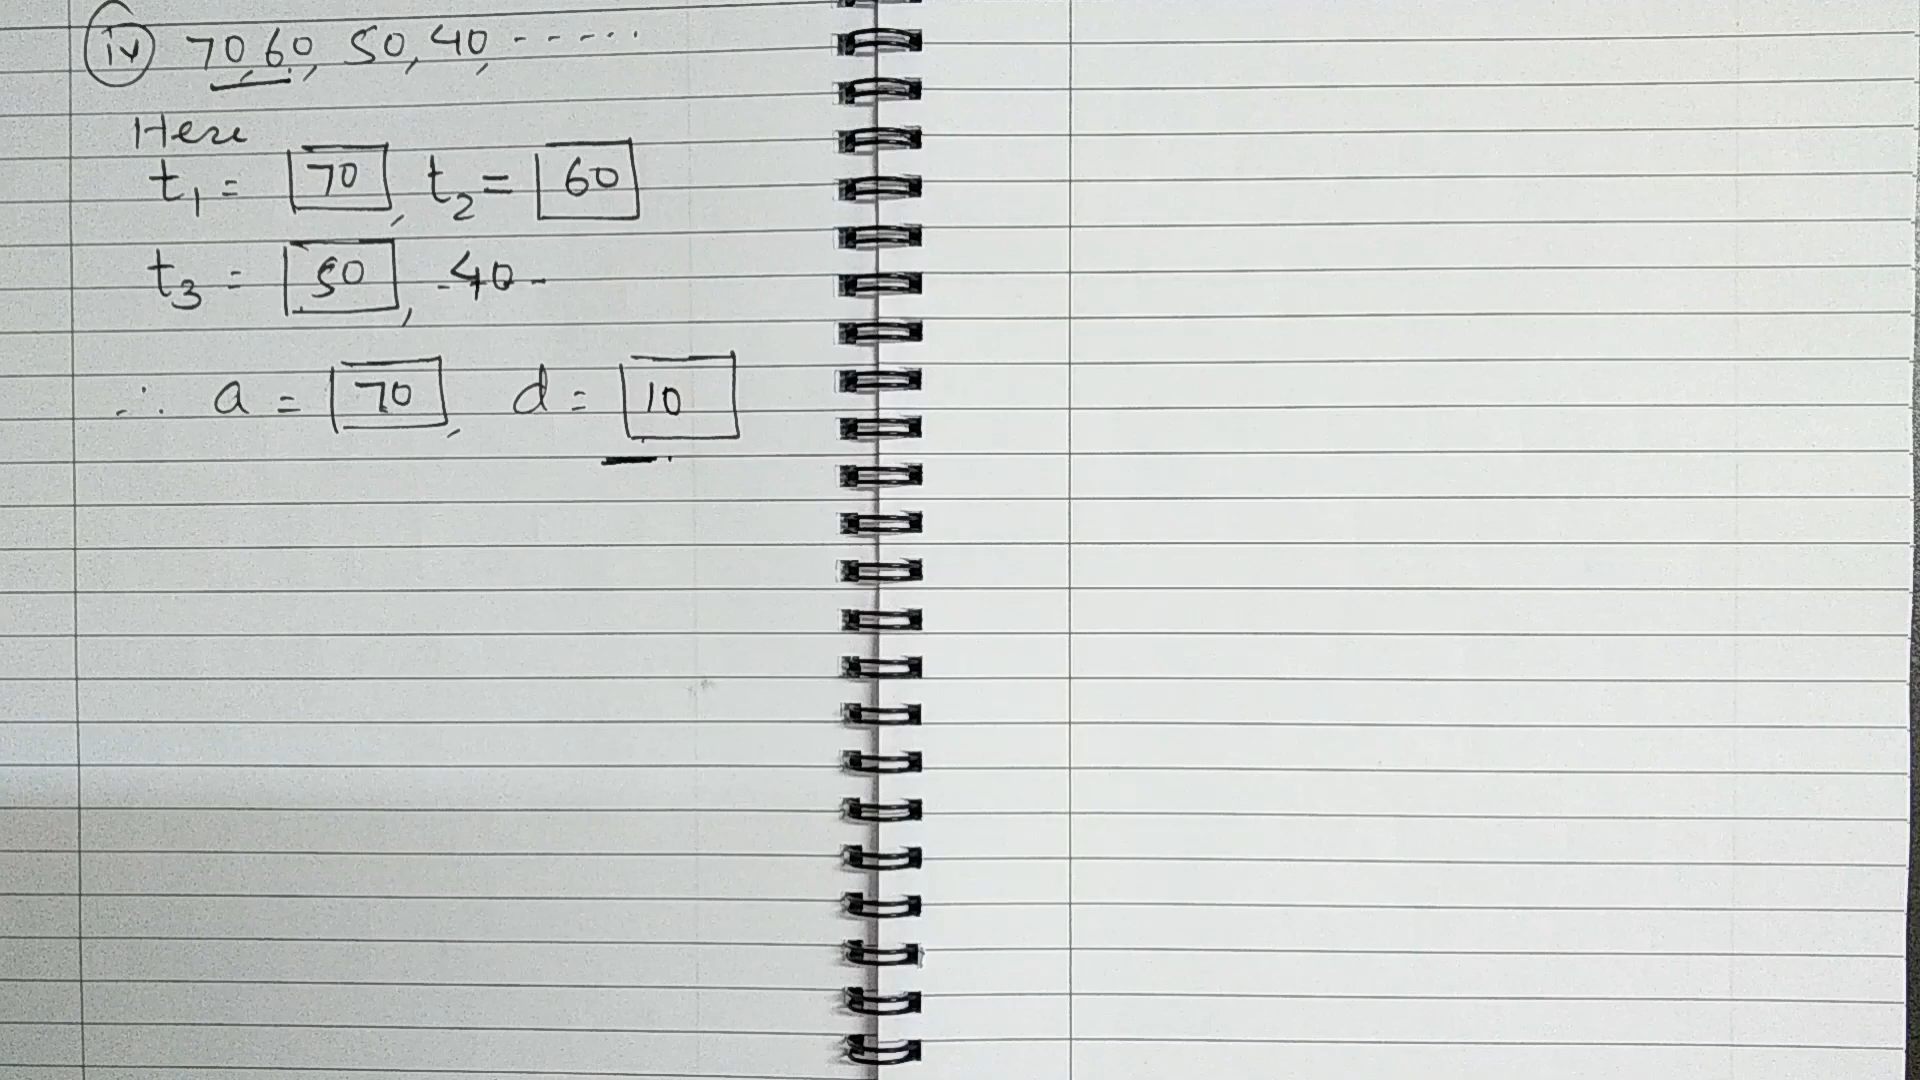 iv 70, 60, 50, 40, - - - - -
Here
t₁ = 70, t₂ = 60
t₃ = 50, -40-
∴ a = 70, d = 10